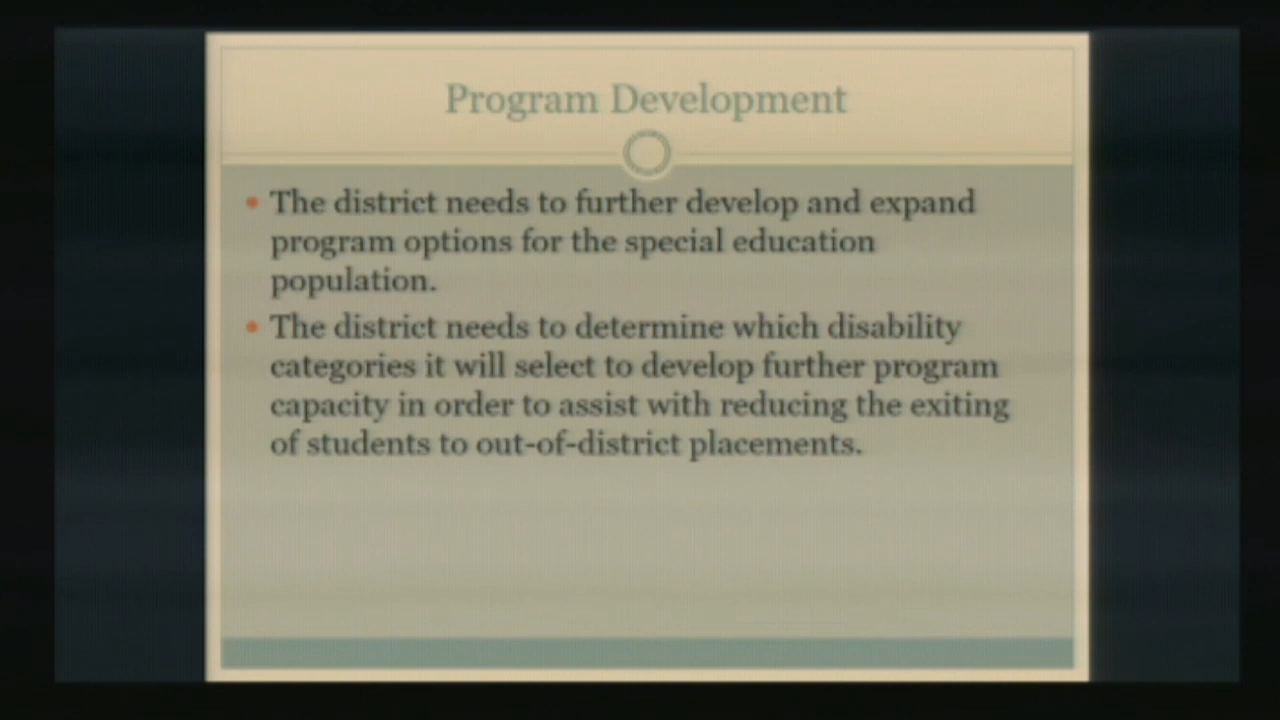 Program Development
• The district needs to further develop and expand
program options for the special education
population.
• The district needs to determine which disability
categories it will select to develop further program
capacity in order to assist with reducing the exiting
of students to out-of-district placements.